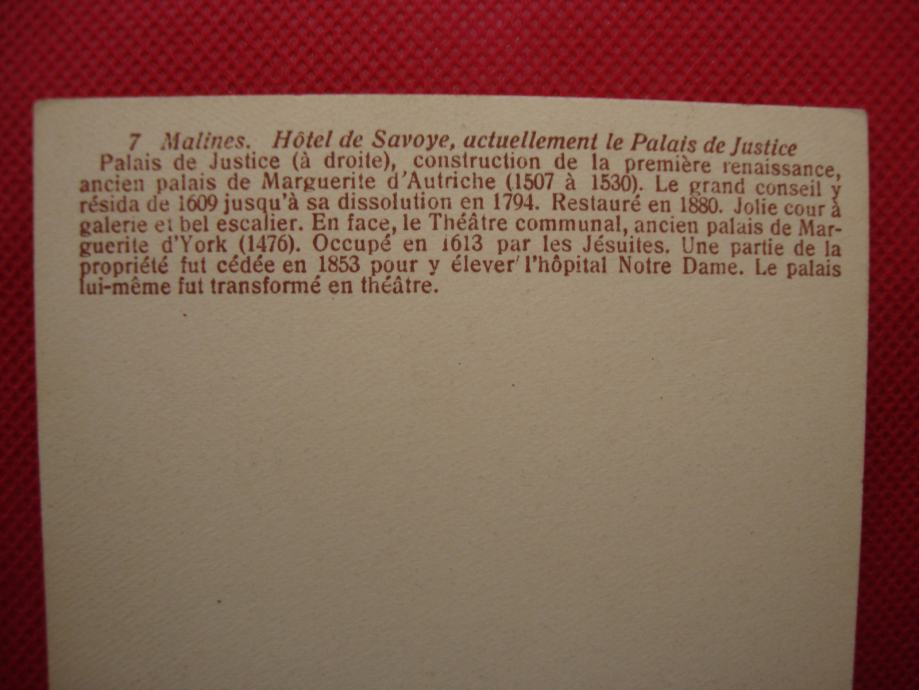 7 Malines. Hôtel de Savoye, actuellement le Palais de Justice
Palais de Justice (à droite), construction de la première renaissance,
ancien palais de Marguerite d'Autriche (1507 à 1530). Le grand conseil y
résida de 1609 jusqu'à sa dissolution en 1794. Restauré en 1880. Jolie cour à
galerie et bel escalier. En face, le Théâtre communal, ancien palais de Mar-
guerite d'York (1476). Occupé en 1613 par les Jésuites. Une partie de la
propriété fut cédée en 1853 pour y élever l'hôpital Notre Dame. Le palais
lui-même fut transformé en théâtre.